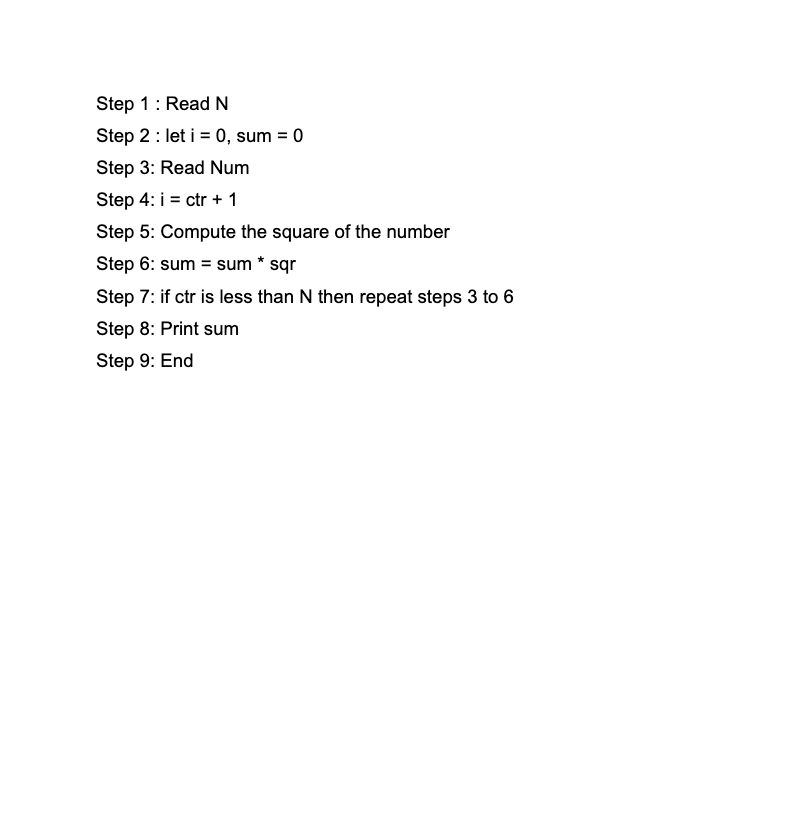 Step 1 : Read N
Step 2 : let i = 0, sum = 0
Step 3: Read Num
Step 4: i = ctr + 1
Step 5: Compute the square of the number
Step 6: sum = sum * sqr
Step 7: if ctr is less than N then repeat steps 3 to 6
Step 8: Print sum
Step 9: End